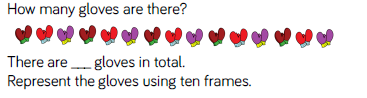 How many gloves are there?
There are ___ gloves in total.
Represent the gloves using ten frames.